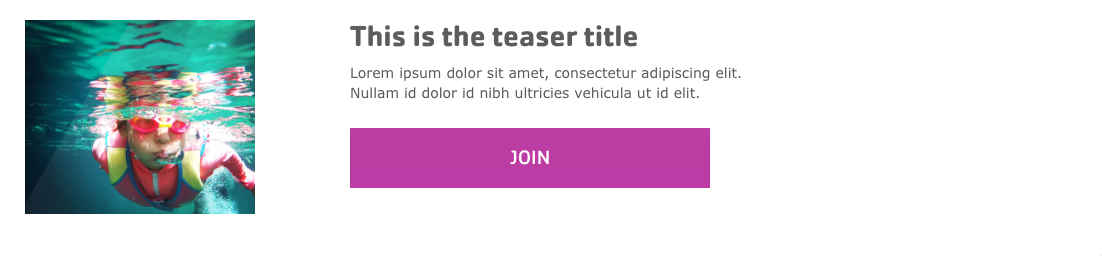 This is the teaser title
Lorem ipsum dolor sit amet, consectetur adipiscing elit.
Nullam id dolor id nibh ultricies vehicula ut id elit.
JOIN